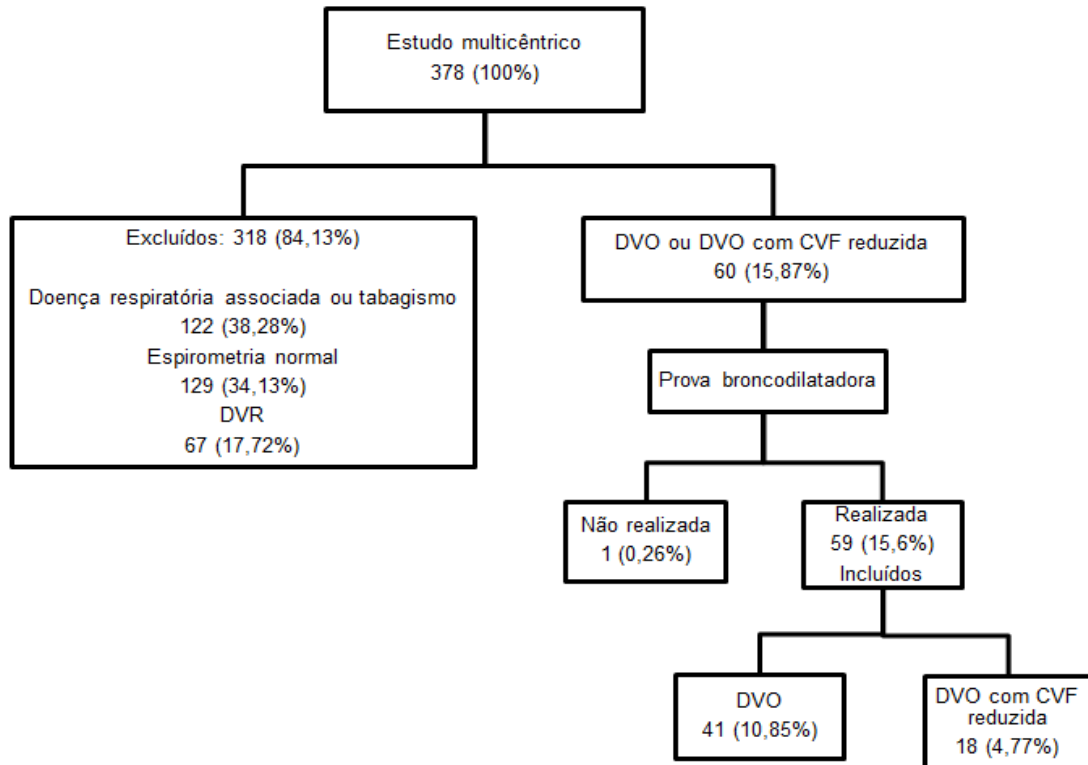 Estudo multicêntrico
378 (100%)
Excluídos: 318 (84,13%)
Doença respiratória associada ou tabagismo
122 (38,28%)
Espirometria normal
129 (34,13%)
DVR
67 (17,72%)
DVO ou DVO com CVF reduzida
60 (15,87%)
Prova broncodilatadora
Não realizada
1 (0,26%)
Realizada
59 (15,6%)
Incluídos
DVO
41 (10,85%)
DVO com CVF
reduzida
18 (4,77%)